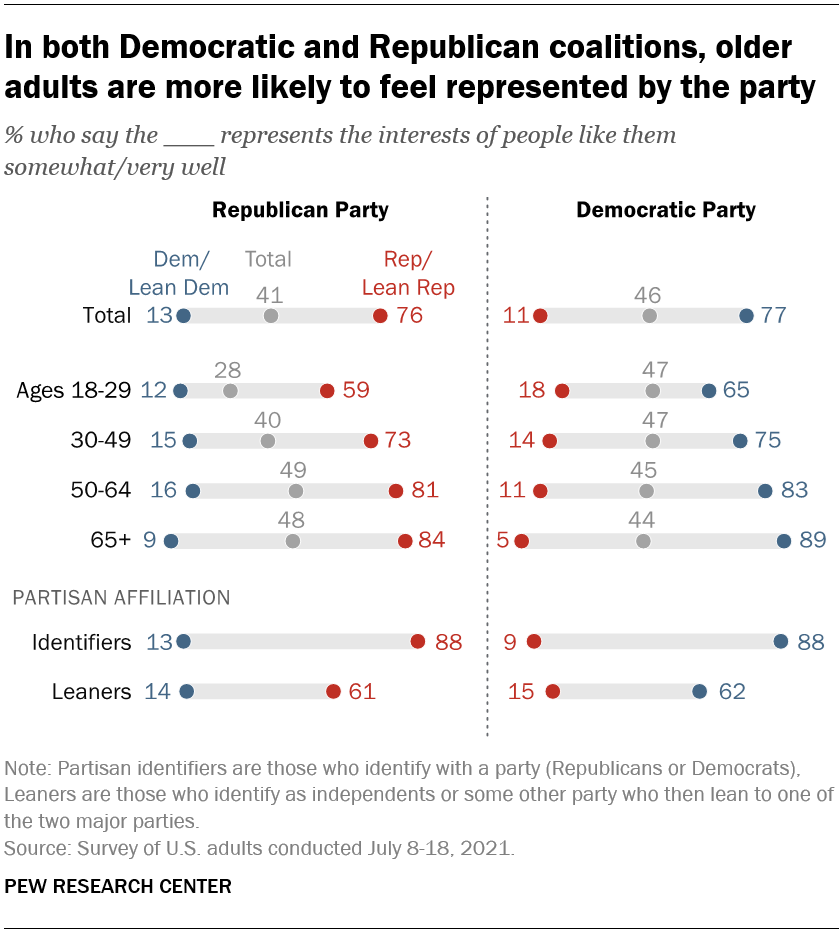 In both Democratic and Republican coalitions, older
adults are more likely to feel represented by the party
% who say the ____ represents the interests of people like them
somewhat/very well
Republican Party Democratic Party
Dem/ Total Rep/
Lean Dem Lean Rep
41 46
Total 13 76 11 77
28 47
Ages 18-29 12 59 18 65
40 47
30-49 15 73 14 75
49 45
50-64 16 81 11 83
48 44
65+ 9 84 5 89
PARTISAN AFFILIATION
Identifiers 13 88 9 88
Leaners 14 61 15 62
Note: Partisan identifiers are those who identify with a party (Republicans or Democrats),
Leaners are those who identify as independents or some other party who then lean to one of
the two major parties.
Source: Survey of U.S. adults conducted July 8-18, 2021.
PEW RESEARCH CENTER